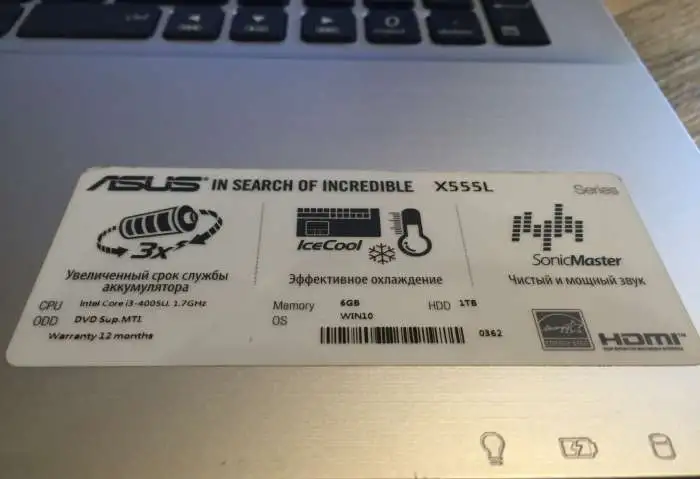 ASUS IN SEARCH OF INCREDIBLE X555L Series
3x
IceCool
SonicMaster
Увеличенный срок службы
аккумулятора
Эффективное охлаждение
Чистый и мощный звук
CPU Intel Core i3-4005U, 1.7GHz
ODD DVD Sup.MTI.
Warranty 12 months
Memory 6GB HDD 1TB
OS WIN10
0362
HDMI™